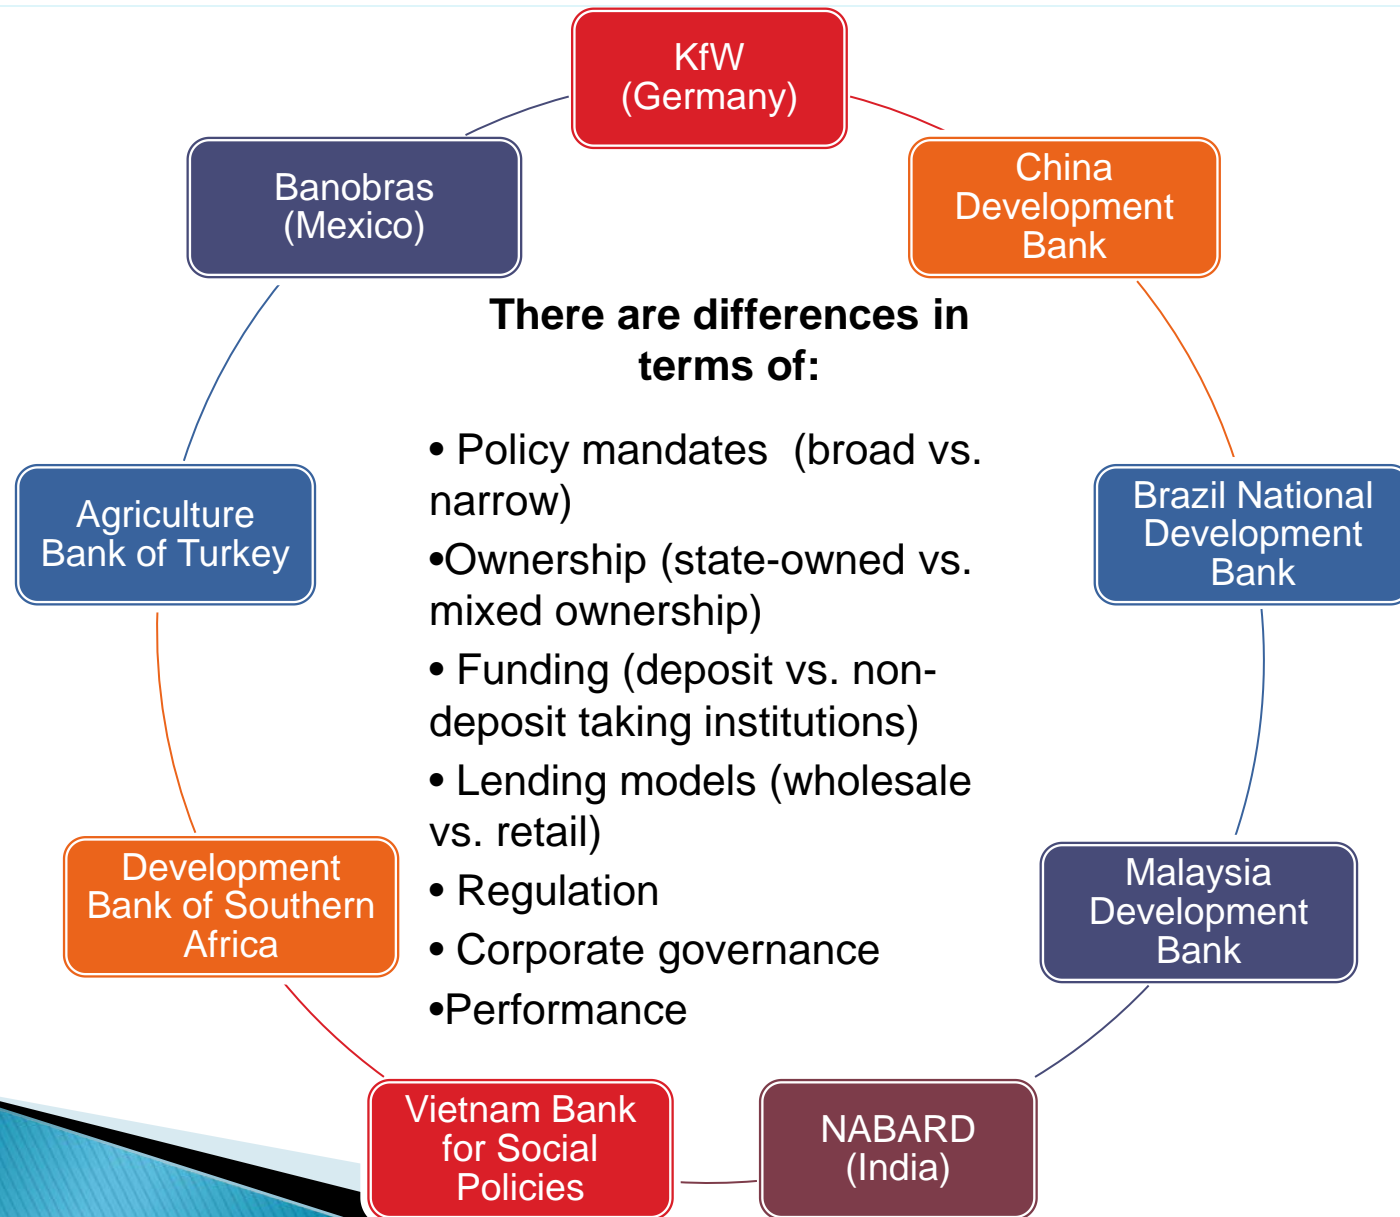 KfW
(Germany)
China
Development
Bank
Brazil National
Development
Bank
Malaysia
Development
Bank
NABARD
(India)
Vietnam Bank
for Social
Policies
Development
Bank of Southern
Africa
Agriculture
Bank of Turkey
Banobras
(Mexico)
There are differences in
terms of:
• Policy mandates (broad vs.
narrow)
•Ownership (state-owned vs.
mixed ownership)
• Funding (deposit vs. non-
deposit taking institutions)
• Lending models (wholesale
vs. retail)
• Regulation
• Corporate governance
•Performance